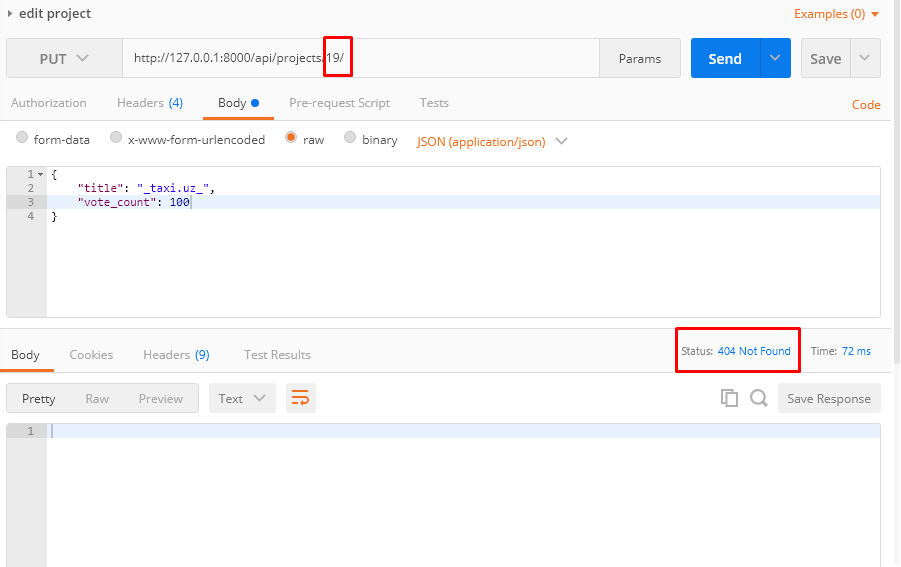 edit project
Examples (0)
PUT
http://127.0.0.1:8000/api/projects/19/
Params
Send
Save
Authorization
Headers (4)
Body
Pre-request Script
Tests
Code
form-data
x-www-form-urlencoded
raw
binary
JSON (application/json)
1 {
2 "title": "_taxi.uz_",
3 "vote_count": 100
4 }
Body
Cookies
Headers (9)
Test Results
Status: 404 Not Found
Time: 72 ms
Pretty
Raw
Preview
Text
Save Response
1